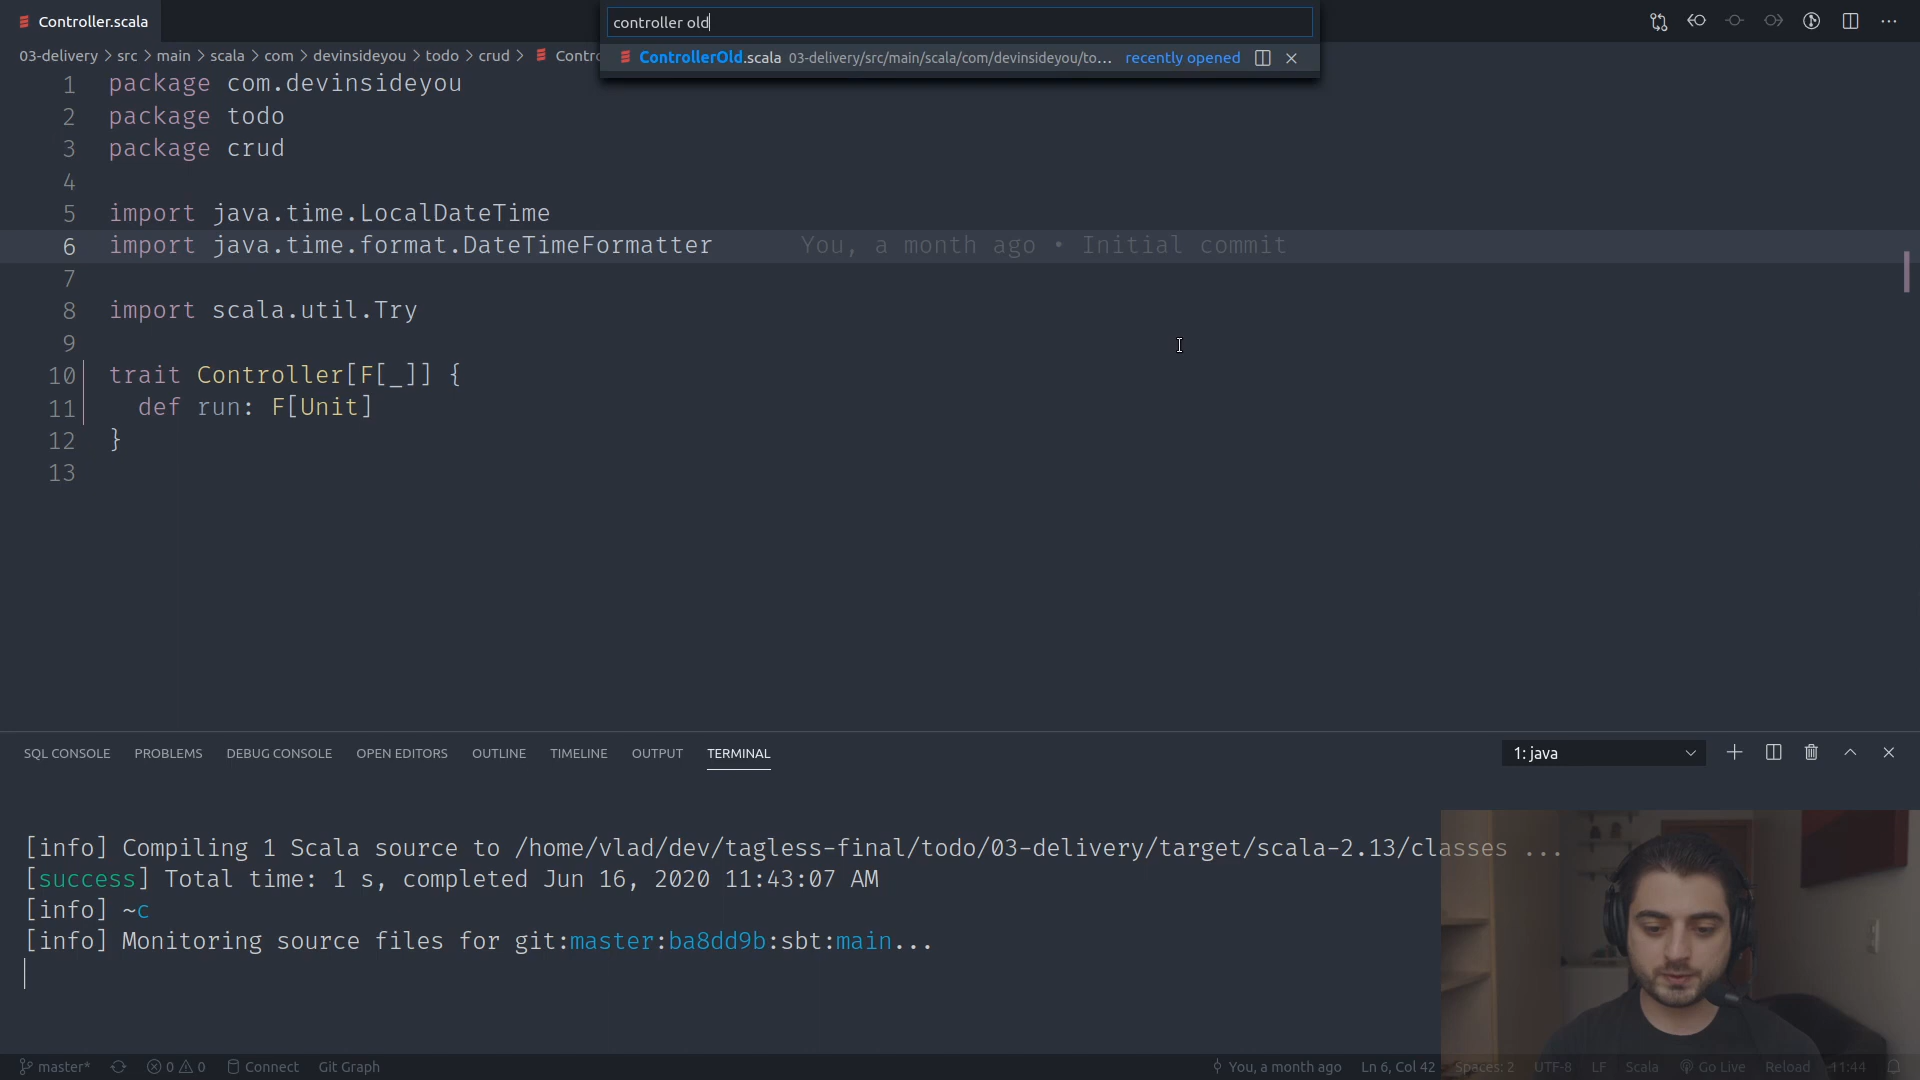 Controller.scala
controller old
ControllerOld.scala 03-delivery/src/main/scala/com/devinsideyou/to... recently opened
03-delivery > src > main > scala > com > devinsideyou > todo > crud > Contro
1 package com.devinsideyou
2 package todo
3 package crud
4
5 import java.time.LocalDateTime
6 import java.time.format.DateTimeFormatter You, a month ago • Initial commit
7
8 import scala.util.Try
9
10 trait Controller[F[_]] {
11 def run: F[Unit]
12 }
13
SQL CONSOLE PROBLEMS DEBUG CONSOLE OPEN EDITORS OUTLINE TIMELINE OUTPUT TERMINAL 1: java
[info] Compiling 1 Scala source to /home/vlad/dev/tagless-final/todo/03-delivery/target/scala-2.13/classes ...
[success] Total time: 1 s, completed Jun 16, 2020 11:43:07 AM
[info] ~c
[info] Monitoring source files for git:master:ba8dd9b:sbt:main...
master* 0 0 Connect Git Graph You, a month ago Ln 6, Col 42 Spaces: 2 UTF-8 LF Scala Go Live Reload 11:44